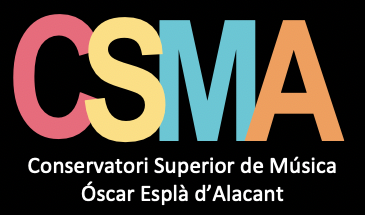 CSMA
Conservatori Superior de Música
Óscar Esplà d'Alacant